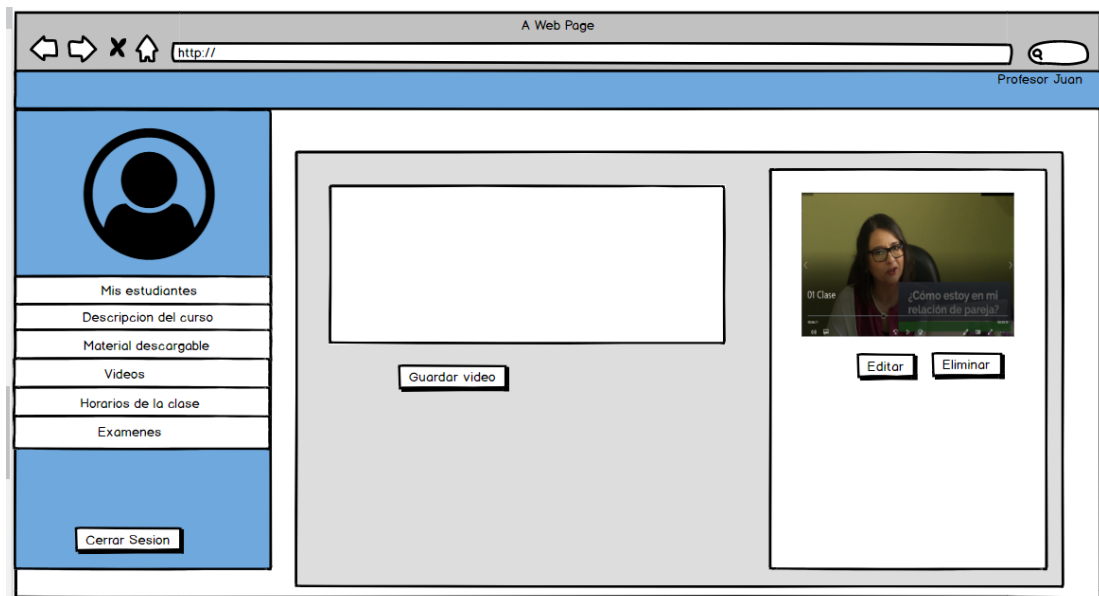 A Web Page
http://
Profesor Juan
Mis estudiantes
Descripcion del curso
Material descargable
Videos
Horarios de la clase
Examenes
Cerrar Sesion
Guardar video
01 Clase
¿Cómo estoy en mi
relación de pareja?
Editar
Eliminar